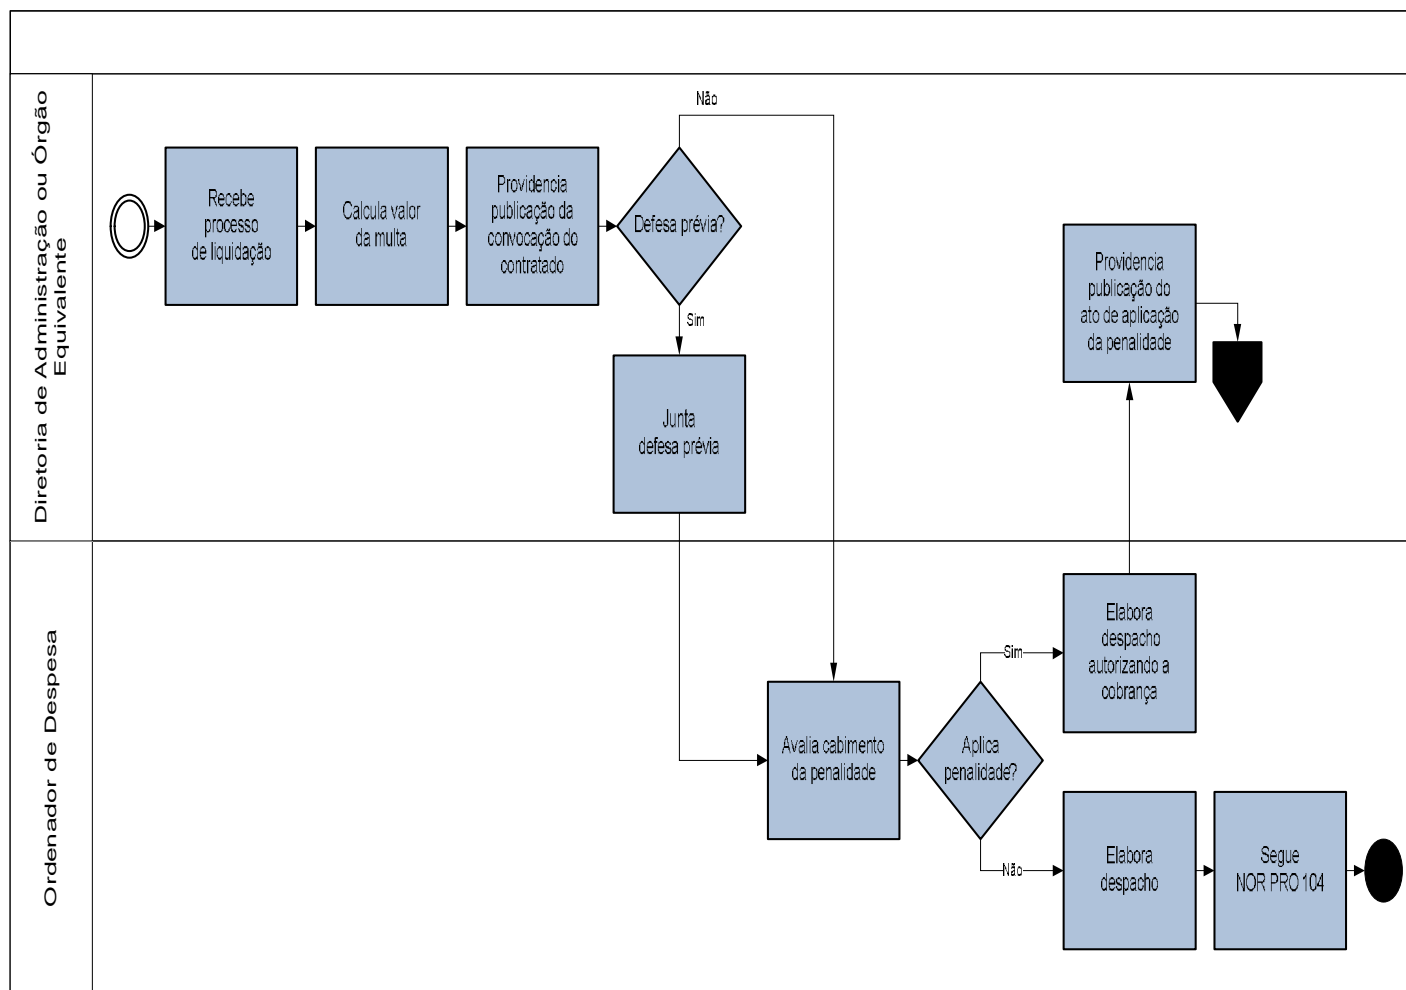 Diretoria de Administração ou Órgão
Equivalente
Recebe
processo
de liquidação
Calcula valor
da multa
Providencia
publicação da
convocação do
contratado
Defesa prévia?
Não
Sim
Junta
defesa prévia
Providencia
publicação do
ato de aplicação
da penalidade
Ordenador de Despesa
Avalia cabimento
da penalidade
Aplica
penalidade?
Sim
Elabora
despacho
autorizando a
cobrança
Não
Elabora
despacho
Segue
NOR PRO 104